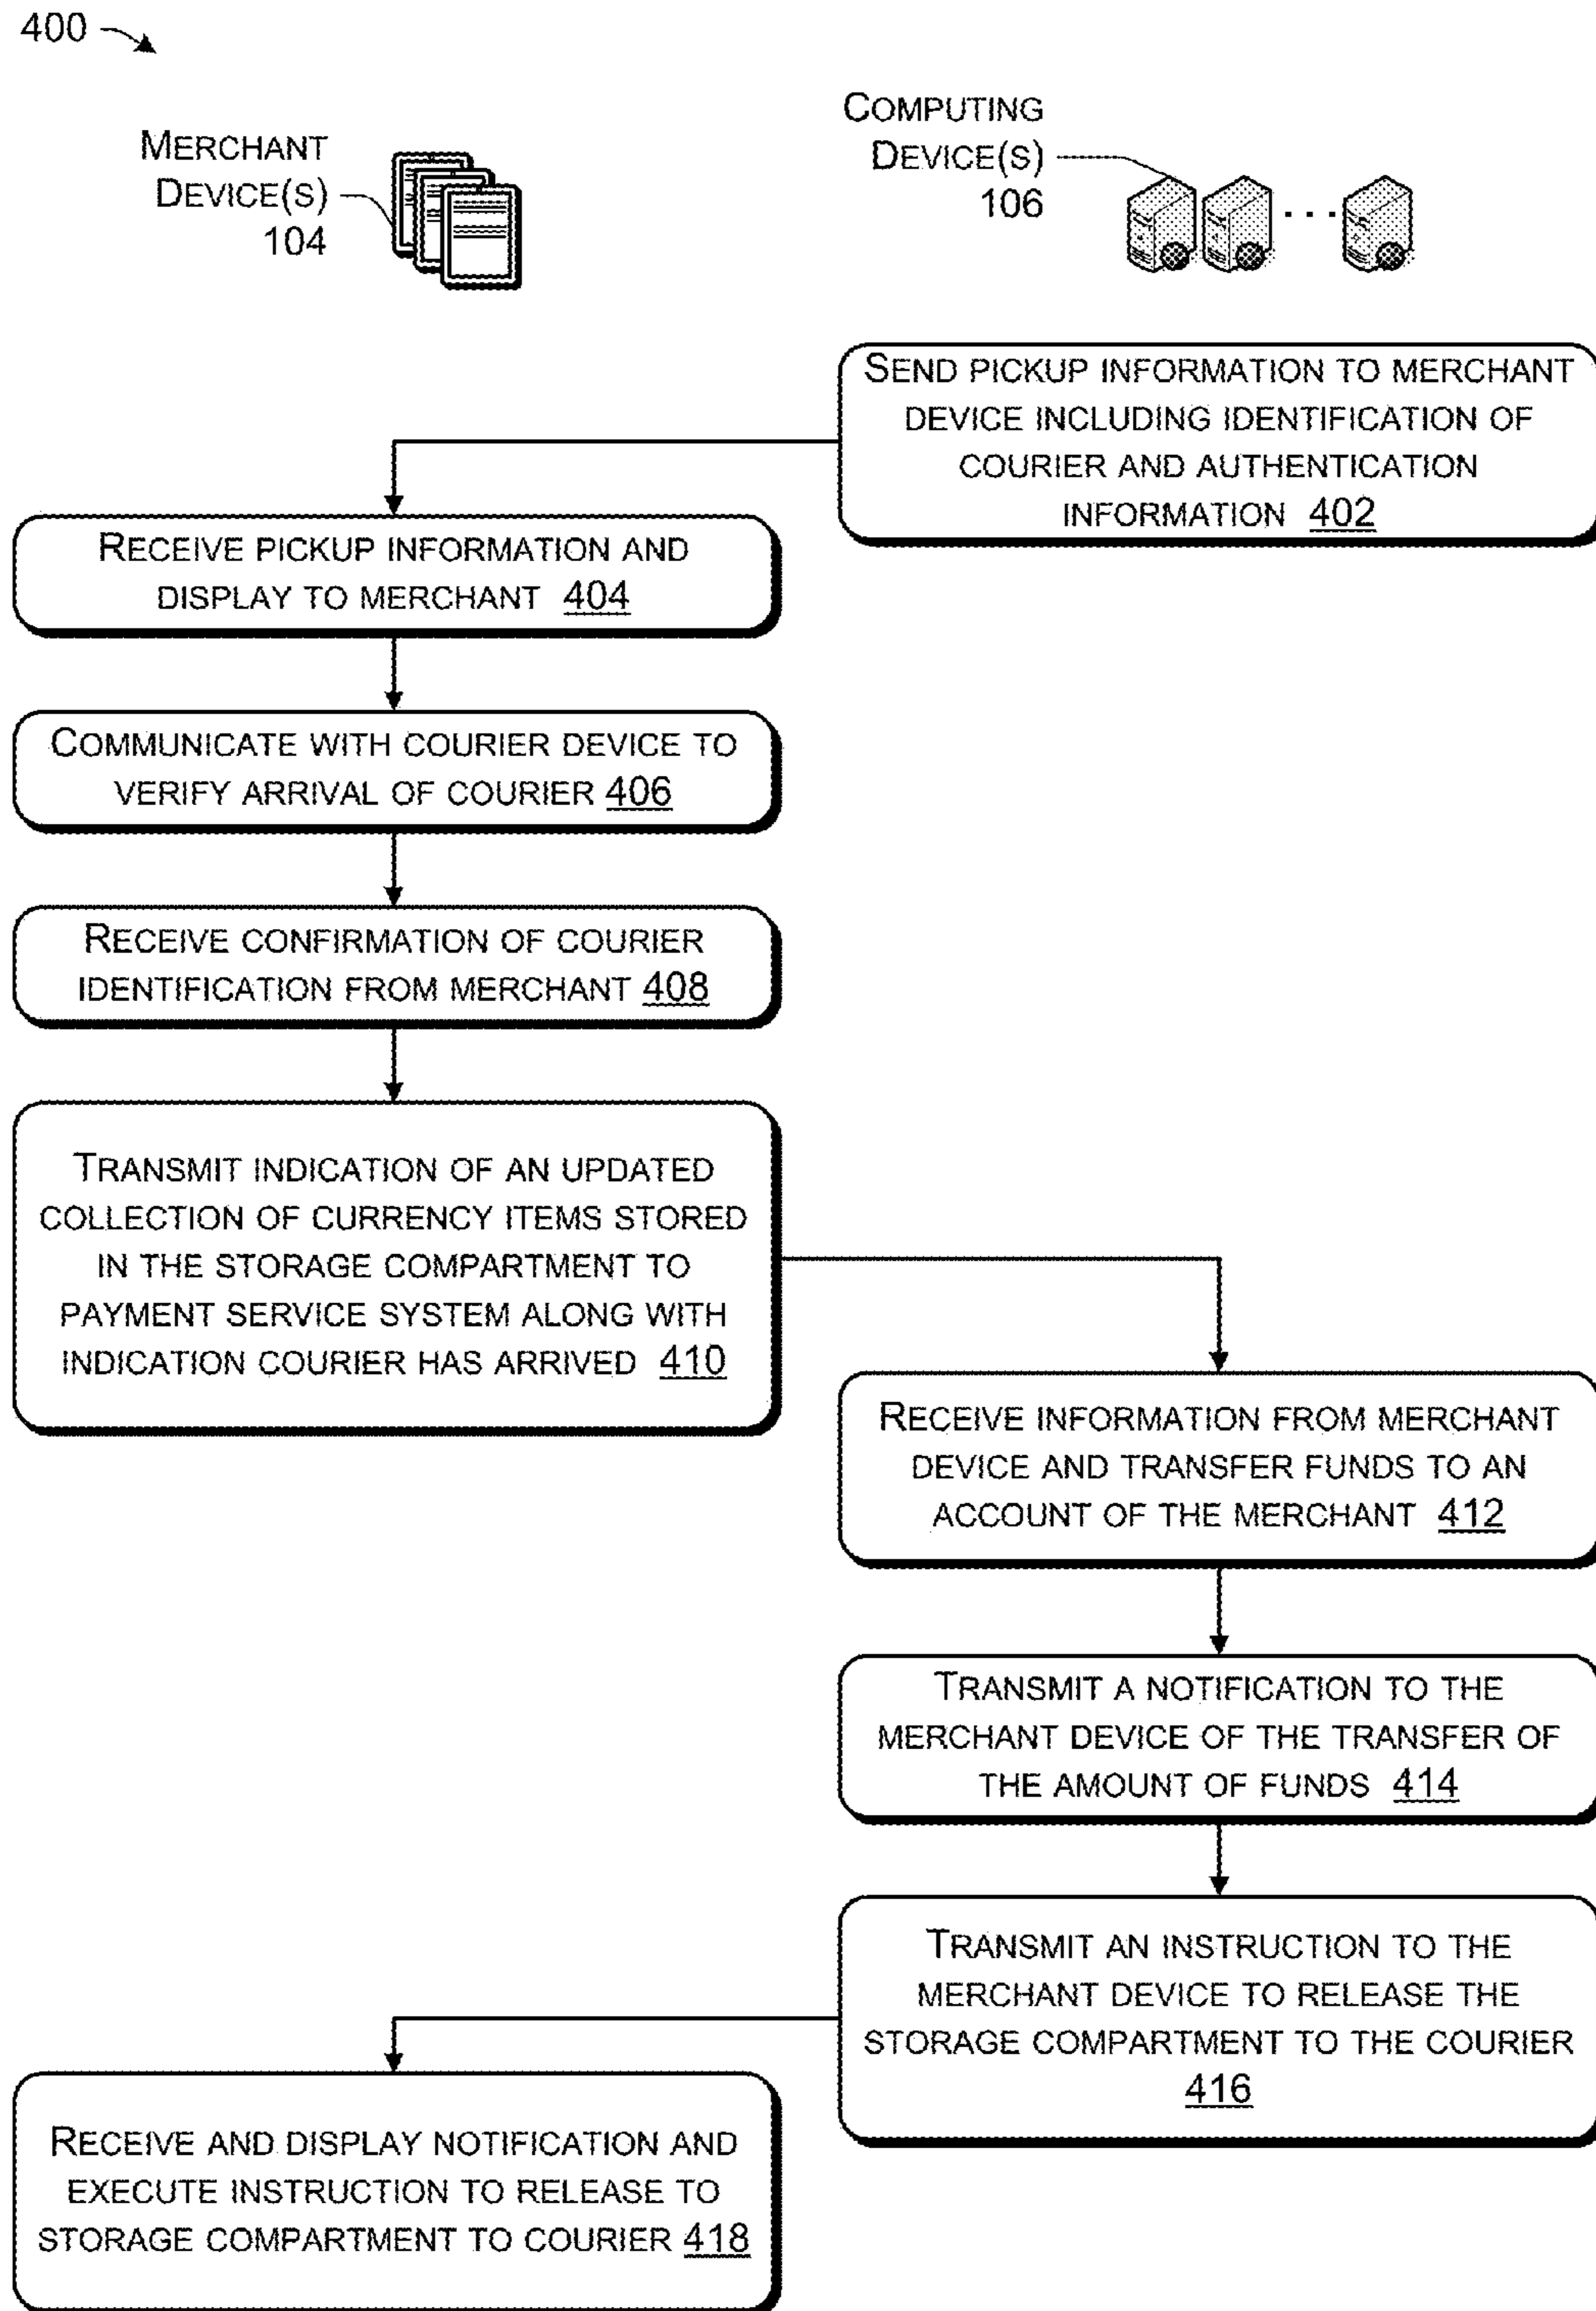 400
MERCHANT
DEVICE(S)
104
COMPUTING
DEVICE(S)
106
SEND PICKUP INFORMATION TO MERCHANT
DEVICE INCLUDING IDENTIFICATION OF
COURIER AND AUTHENTICATION
INFORMATION 402
RECEIVE PICKUP INFORMATION AND
DISPLAY TO MERCHANT 404
COMMUNICATE WITH COURIER DEVICE TO
VERIFY ARRIVAL OF COURIER 406
RECEIVE CONFIRMATION OF COURIER
IDENTIFICATION FROM MERCHANT 408
TRANSMIT INDICATION OF AN UPDATED
COLLECTION OF CURRENCY ITEMS STORED
IN THE STORAGE COMPARTMENT TO
PAYMENT SERVICE SYSTEM ALONG WITH
INDICATION COURIER HAS ARRIVED 410
RECEIVE INFORMATION FROM MERCHANT
DEVICE AND TRANSFER FUNDS TO AN
ACCOUNT OF THE MERCHANT 412
TRANSMIT A NOTIFICATION TO THE
MERCHANT DEVICE OF THE TRANSFER OF
THE AMOUNT OF FUNDS 414
TRANSMIT AN INSTRUCTION TO THE
MERCHANT DEVICE TO RELEASE THE
STORAGE COMPARTMENT TO THE COURIER
416
RECEIVE AND DISPLAY NOTIFICATION AND
EXECUTE INSTRUCTION TO RELEASE TO
STORAGE COMPARTMENT TO COURIER 418